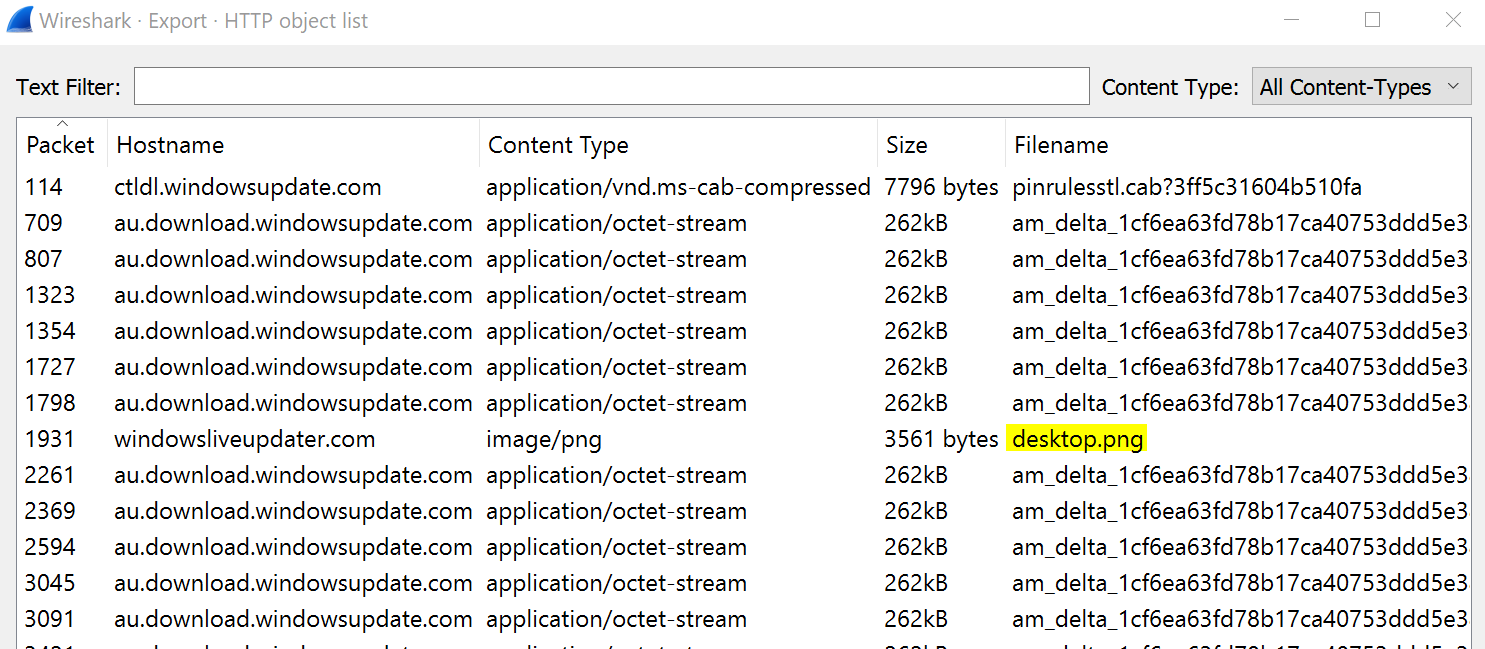 Wireshark · Export · HTTP object list
Text Filter: Content Type: All Content-Types
Packet Hostname Content Type Size Filename
114 ctldl.windowsupdate.com application/vnd.ms-cab-compressed 7796 bytes pinrulesstl.cab?3ff5c31604b510fa
709 au.download.windowsupdate.com application/octet-stream 262kB am_delta_1cf6ea63fd78b17ca40753ddd5e3
807 au.download.windowsupdate.com application/octet-stream 262kB am_delta_1cf6ea63fd78b17ca40753ddd5e3
1323 au.download.windowsupdate.com application/octet-stream 262kB am_delta_1cf6ea63fd78b17ca40753ddd5e3
1354 au.download.windowsupdate.com application/octet-stream 262kB am_delta_1cf6ea63fd78b17ca40753ddd5e3
1727 au.download.windowsupdate.com application/octet-stream 262kB am_delta_1cf6ea63fd78b17ca40753ddd5e3
1798 au.download.windowsupdate.com application/octet-stream 262kB am_delta_1cf6ea63fd78b17ca40753ddd5e3
1931 windowsliveupdater.com image/png 3561 bytes desktop.png
2261 au.download.windowsupdate.com application/octet-stream 262kB am_delta_1cf6ea63fd78b17ca40753ddd5e3
2369 au.download.windowsupdate.com application/octet-stream 262kB am_delta_1cf6ea63fd78b17ca40753ddd5e3
2594 au.download.windowsupdate.com application/octet-stream 262kB am_delta_1cf6ea63fd78b17ca40753ddd5e3
3045 au.download.windowsupdate.com application/octet-stream 262kB am_delta_1cf6ea63fd78b17ca40753ddd5e3
3091 au.download.windowsupdate.com application/octet-stream 262kB am_delta_1cf6ea63fd78b17ca40753ddd5e3